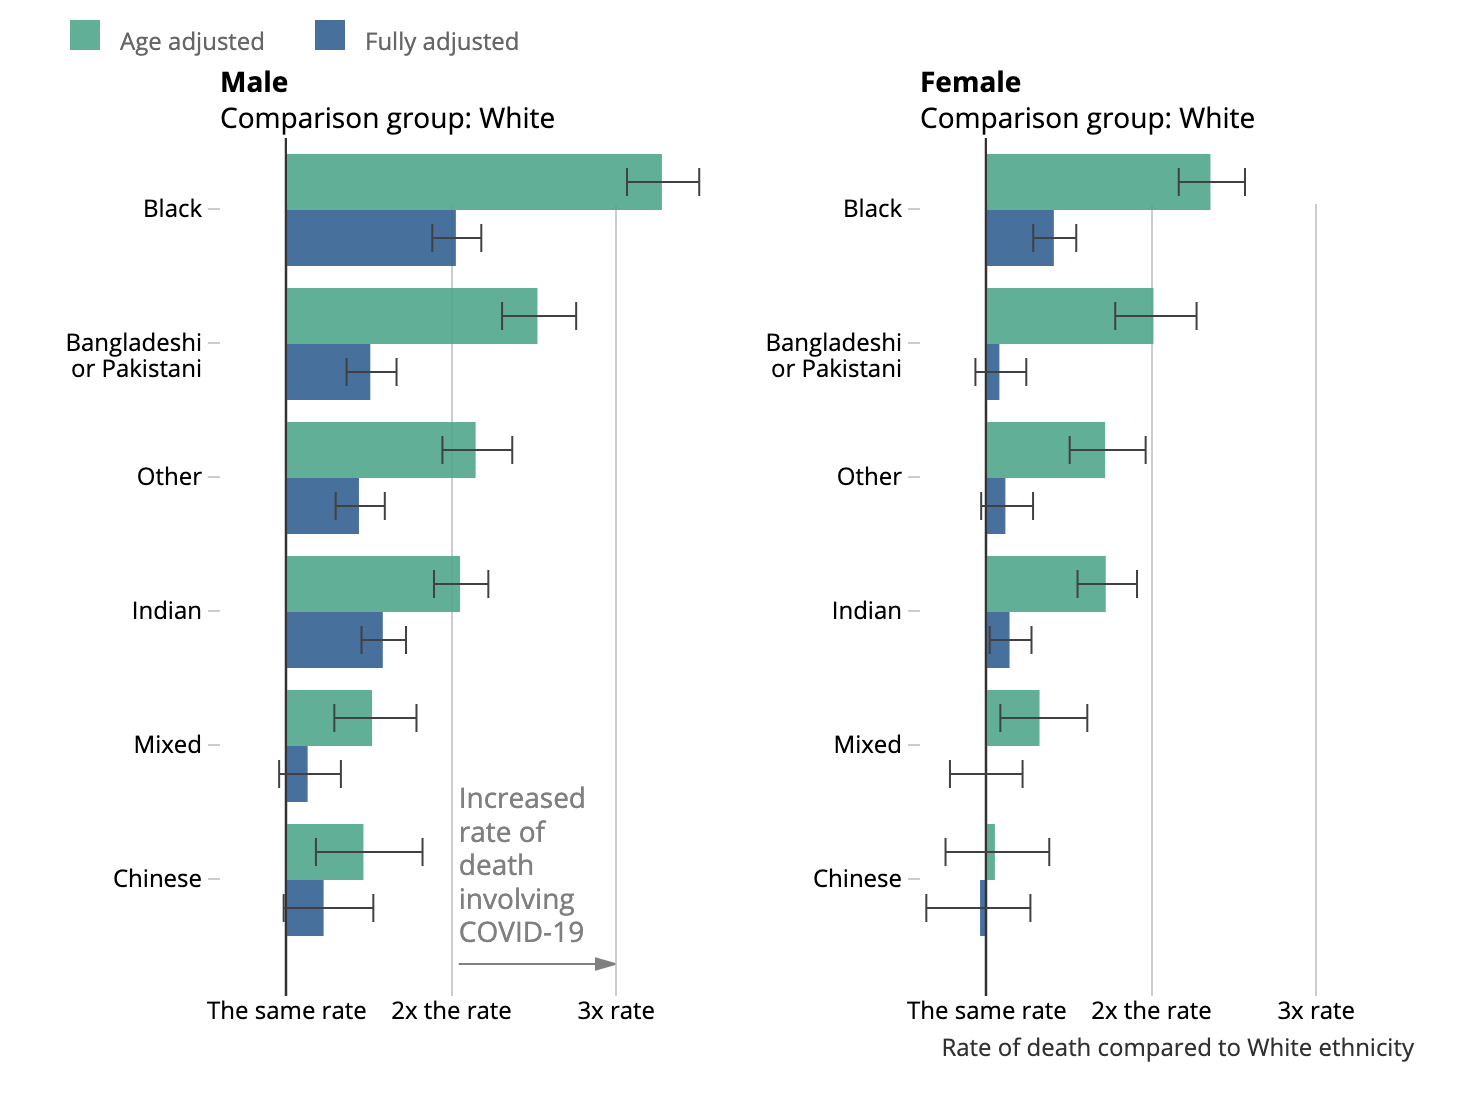 Age adjusted
Fully adjusted
Male
Comparison group: White
Black
Bangladeshi
or Pakistani
Other
Indian
Mixed
Chinese
Increased
rate of
death
involving
COVID-19
The same rate
2x the rate
3x rate
Female
Comparison group: White
Black
Bangladeshi
or Pakistani
Other
Indian
Mixed
Chinese
The same rate
2x the rate
3x rate
Rate of death compared to White ethnicity